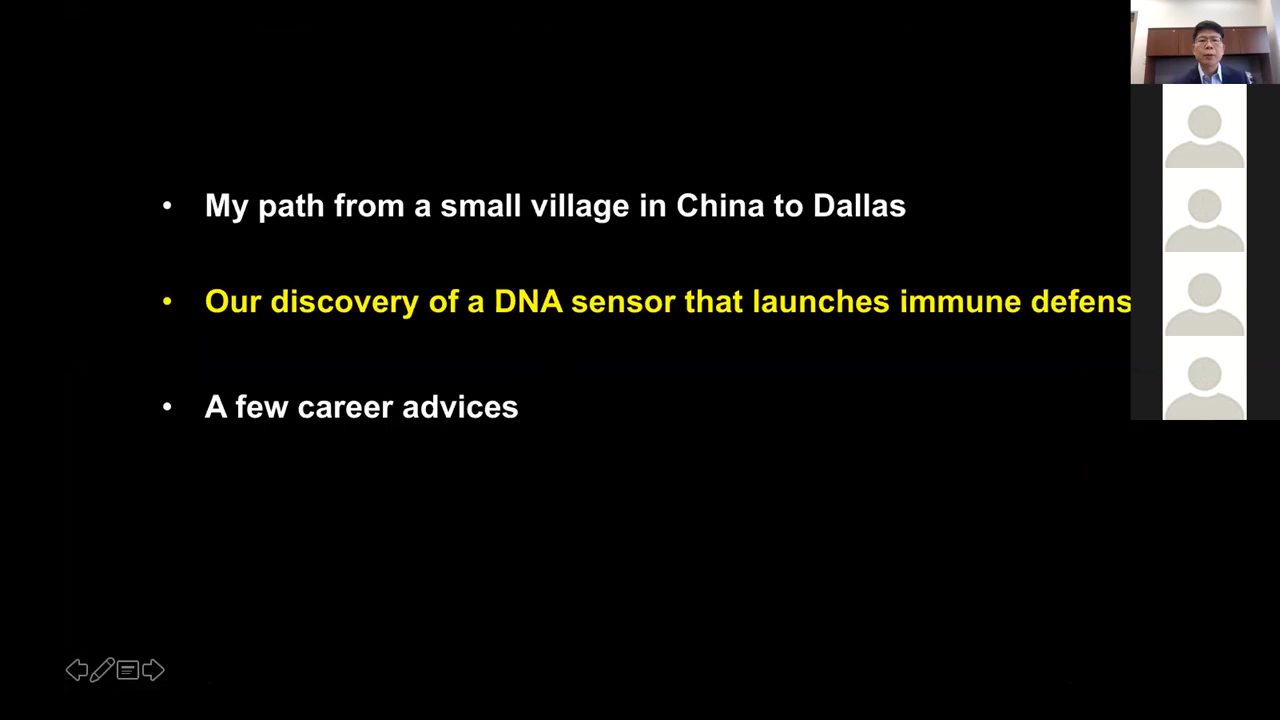 • My path from a small village in China to Dallas
• Our discovery of a DNA sensor that launches immune defens
• A few career advices